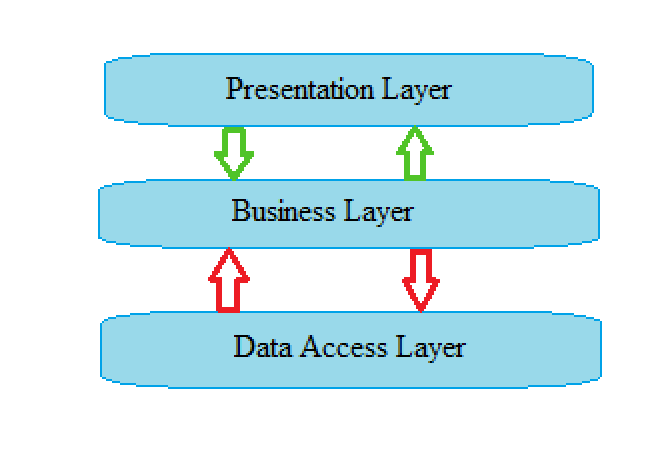 Presentation Layer
Business Layer
Data Access Layer